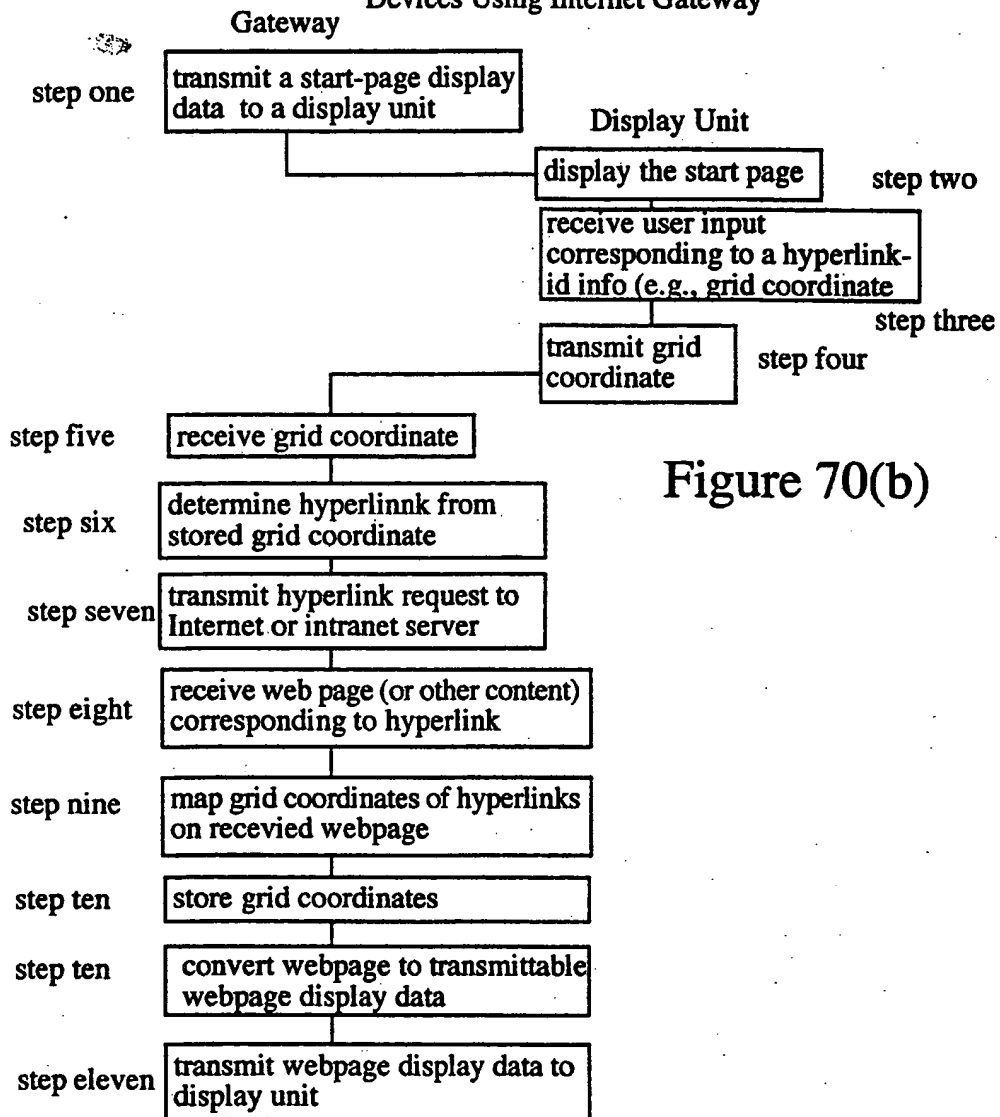 Devices Using Internet Gateway
Gateway
step one
transmit a start-page display
data to a display unit
Display Unit
display the start page
step two
receive user input
corresponding to a hyperlink-
id info (e.g., grid coordinate
step three
transmit grid
coordinate
step four
step five
receive grid coordinate
Figure 70(b)
step six
determine hyperlinnk from
stored grid coordinate
step seven
transmit hyperlink request to
Internet or intranet server
step eight
receive web page (or other content)
corresponding to hyperlink
step nine
map grid coordinates of hyperlinks
on recevied webpage
step ten
store grid coordinates
step ten
convert webpage to transmittable
webpage display data
step eleven
transmit webpage display data to
display unit